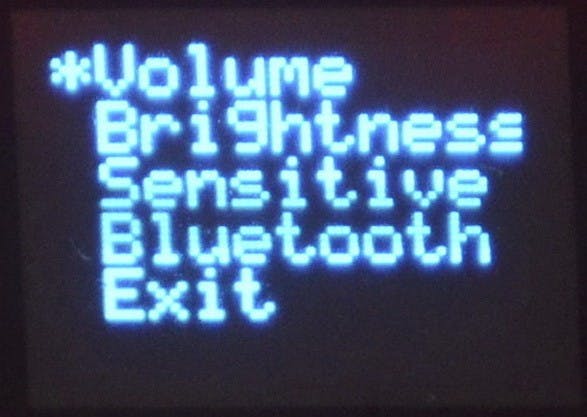 *Volume
Brightness
Sensitive
Bluetooth
Exit